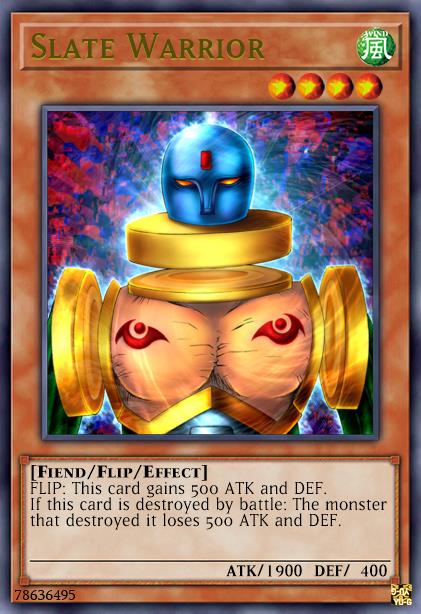 Slate Warrior
WIND
風
[Fiend/Flip/Effect]
FLIP: This card gains 500 ATK and DEF.
If this card is destroyed by battle: The monster
that destroyed it loses 500 ATK and DEF.
ATK/1900 DEF/ 400
78636495